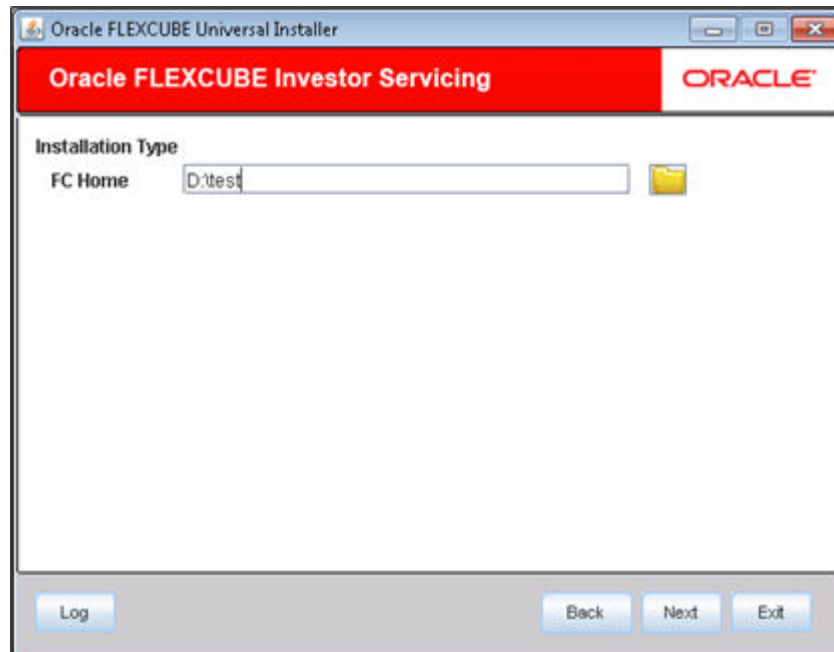 Oracle FLEXCUBE Universal Installer
Oracle FLEXCUBE Investor Servicing
ORACLE
Installation Type
FC Home D:\test
Log Back Next Exit